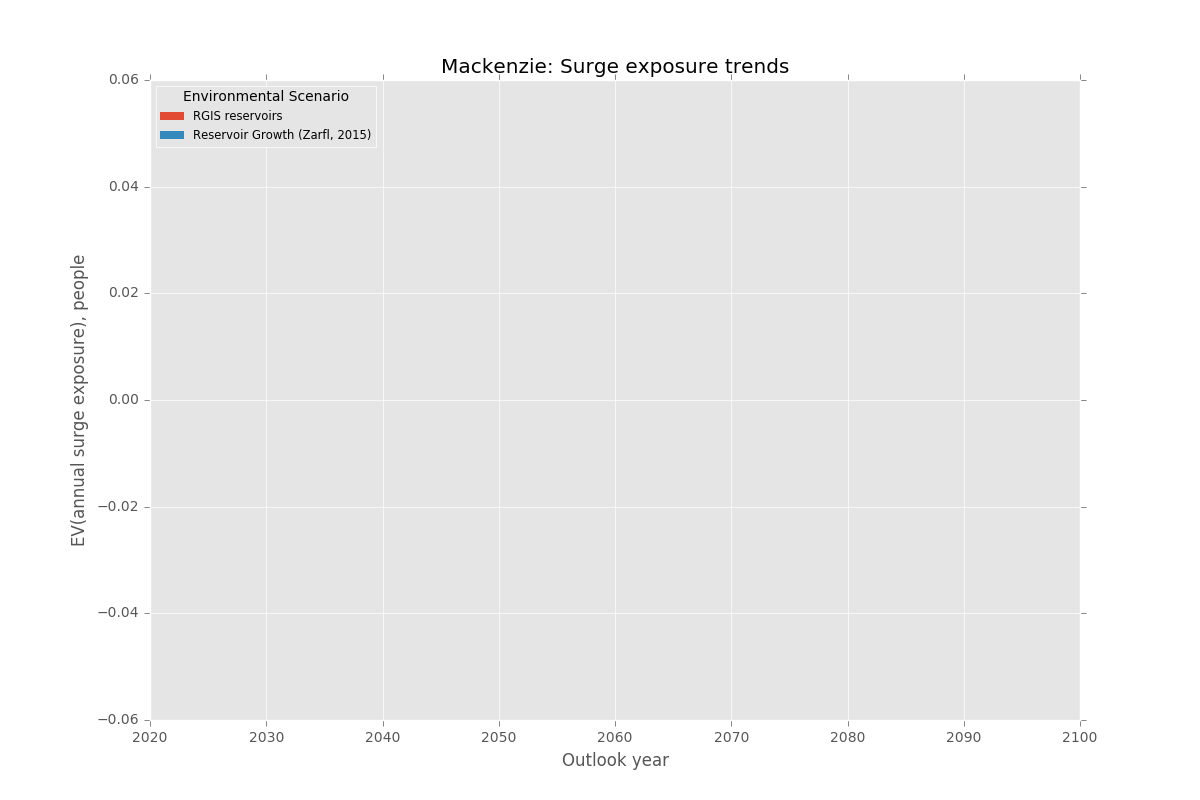 Mackenzie: Surge exposure trends
Environmental Scenario
RGIS reservoirs
Reservoir Growth (Zarfl, 2015)
EV(annual surge exposure), people
0.06
0.04
0.02
0.00
−0.02
−0.04
−0.06
2020 2030 2040 2050 2060 2070 2080 2090 2100
Outlook year